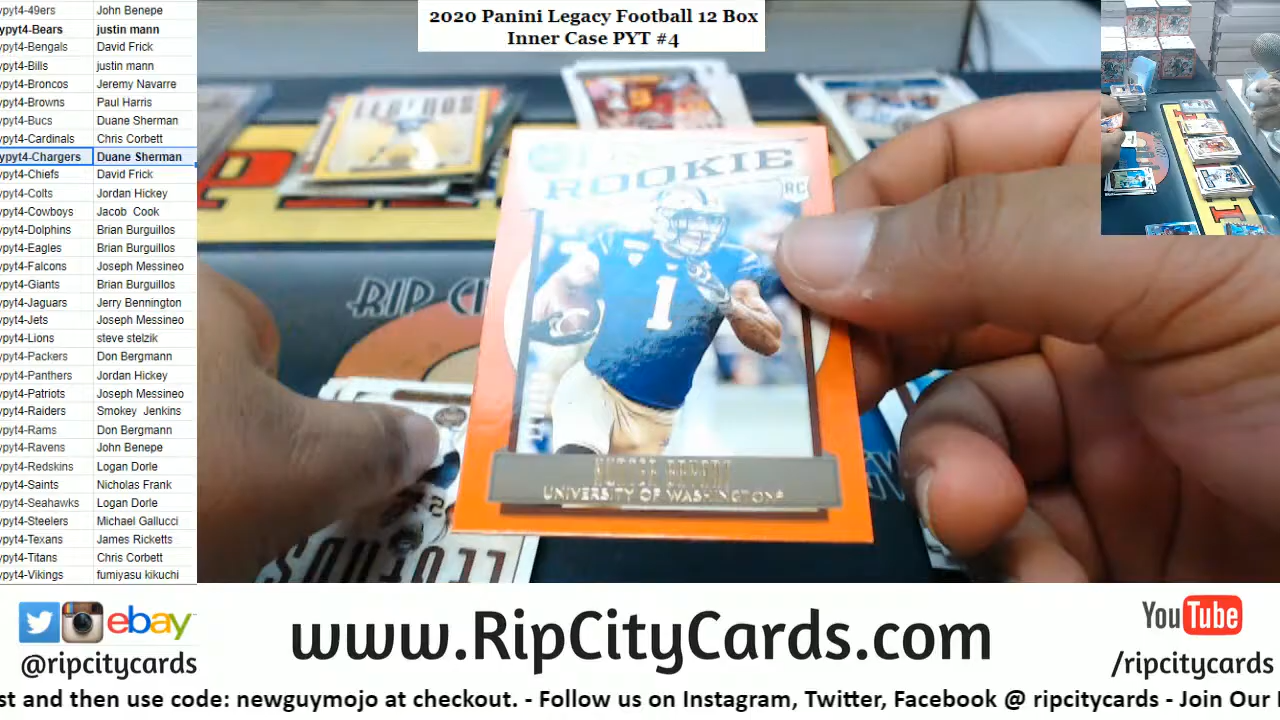 2020 Panini Legacy Football 12 Box
Inner Case PYT #4
ypyt4-49ers John Benepe
ypyt4-Bears justin mann
ypyt4-Bengals David Frick
ypyt4-Bills justin mann
ypyt4-Broncos Jeremy Navarre
ypyt4-Browns Paul Harris
ypyt4-Bucs Duane Sherman
ypyt4-Cardinals Chris Corbett
ypyt4-Chargers Duane Sherman
ypyt4-Chiefs David Frick
ypyt4-Colts Jordan Hickey
ypyt4-Cowboys Jacob Cook
ypyt4-Dolphins Brian Burguillos
ypyt4-Eagles Brian Burguillos
ypyt4-Falcons Joseph Messineo
ypyt4-Giants Brian Burguillos
ypyt4-Jaguars Jerry Bennington
ypyt4-Jets Joseph Messineo
ypyt4-Lions steve stelzik
ypyt4-Packers Don Bergmann
ypyt4-Panthers Jordan Hickey
ypyt4-Patriots Joseph Messineo
ypyt4-Raiders Smokey Jenkins
ypyt4-Rams Don Bergmann
ypyt4-Ravens John Benepe
ypyt4-Redskins Logan Dorle
ypyt4-Saints Nicholas Frank
ypyt4-Seahawks Logan Dorle
ypyt4-Steelers Michael Gallucci
ypyt4-Texans James Ricketts
ypyt4-Titans Chris Corbett
ypyt4-Vikings fumiyasu kikuchi
ROOKIE
RC
1
UNIVERSITY OF WASHINGTON
RIP
ebay
@ripcitycards
www.RipCityCards.com
YouTube
/ripcitycards
st and then use code: newguymojo at checkout. - Follow us on Instagram, Twitter, Facebook @ ripcitycards - Join Our